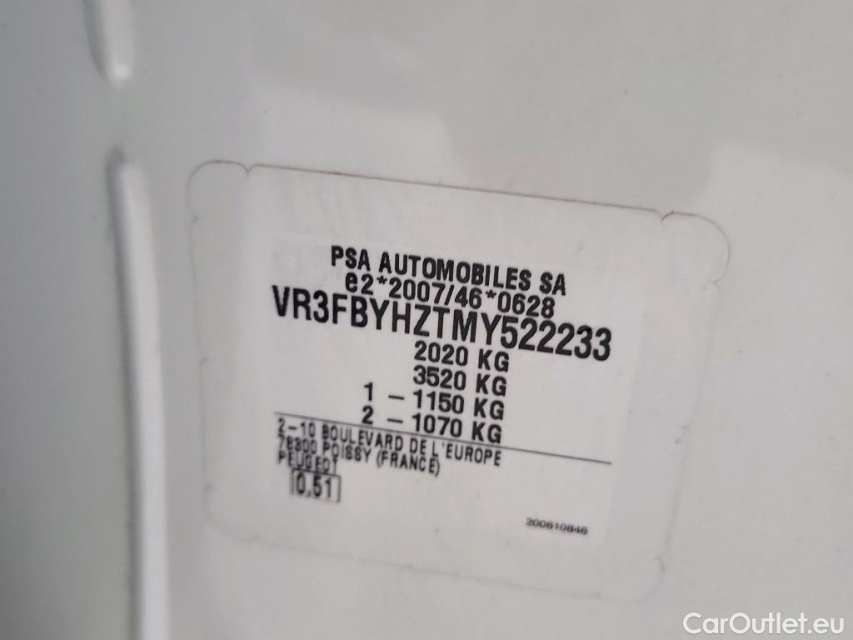 PSA AUTOMOBILES SA
e2*2007/46*0628
VR3FBYHZTMY522233
2020 KG
3520 KG
1 - 1150 KG
2 - 1070 KG
2-10 BOULEVARD DE L'EUROPE
78300 POISSY (FRANCE)
PEUGEOT
0,51
200610846
CarOutlet.eu